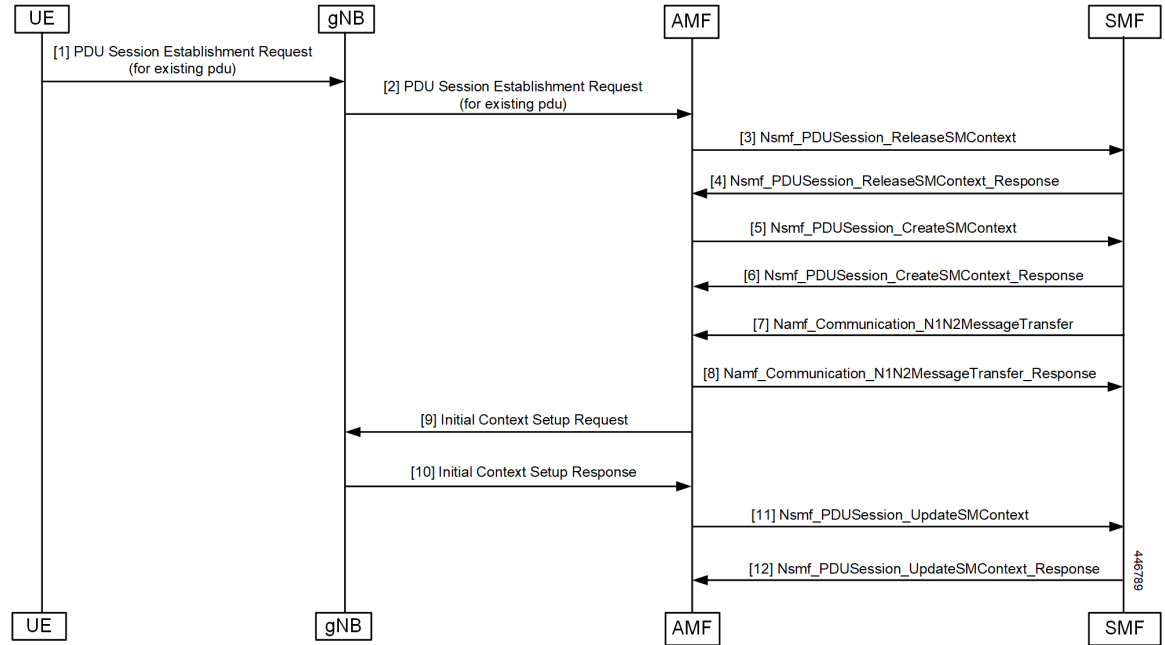 UE
gNB
AMF
SMF
[1] PDU Session Establishment Request
(for existing pdu)
[2] PDU Session Establishment Request
(for existing pdu)
[3] Nsmf_PDUSession_ReleaseSMContext
[4] Nsmf_PDUSession_ReleaseSMContext_Response
[5] Nsmf_PDUSession_CreateSMContext
[6] Nsmf_PDUSession_CreateSMContext_Response
[7] Namf_Communication_N1N2MessageTransfer
[8] Namf_Communication_N1N2MessageTransfer_Response
[9] Initial Context Setup Request
[10] Initial Context Setup Response
[11] Nsmf_PDUSession_UpdateSMContext
[12] Nsmf_PDUSession_UpdateSMContext_Response
446789
UE
gNB
AMF
SMF